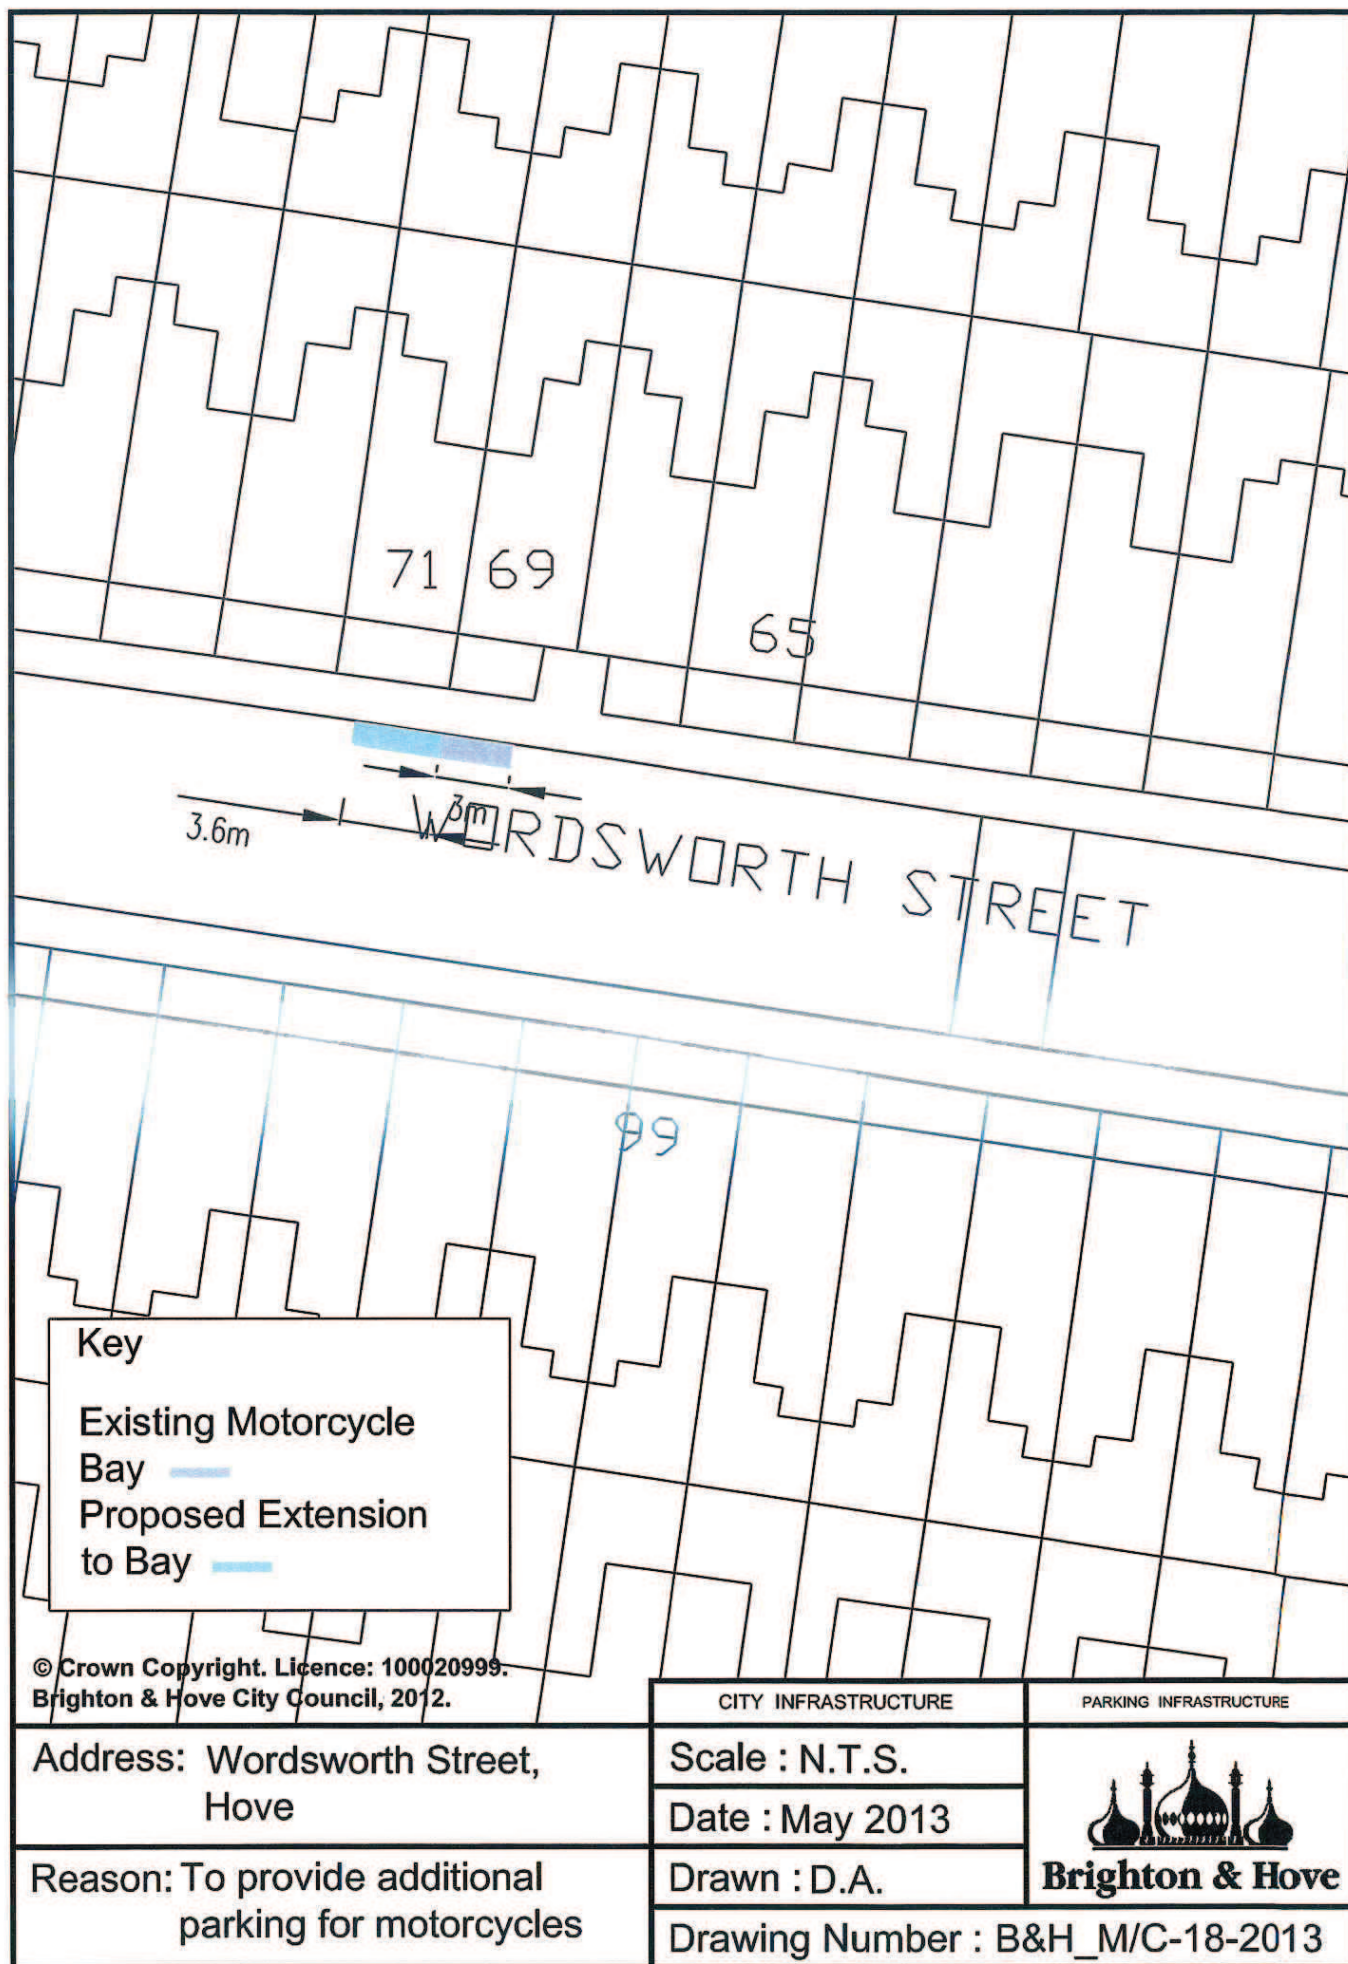 71 69
65
3m
3.6m
WORDSWORTH STREET
99
Key
Existing Motorcycle
Bay
Proposed Extension
to Bay
© Crown Copyright. Licence: 100020999.
Brighton & Hove City Council, 2012.
CITY INFRASTRUCTURE
PARKING INFRASTRUCTURE
Address: Wordsworth Street,
Hove
Scale : N.T.S.
Date : May 2013
Reason: To provide additional
parking for motorcycles
Drawn : D.A.
Brighton & Hove
Drawing Number : B&H_M/C-18-2013